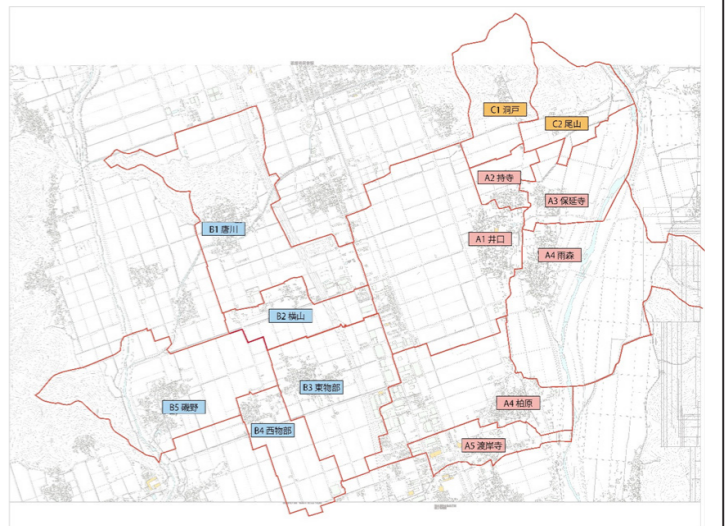 C1 洞戸
C2 尾山
A2 持寺
A3 保延寺
B1 唐川
A1 井口
A4 雨森
B2 横山
B3 東物部
A4 柏原
B5 磯野
B4 西物部
A5 渡岸寺